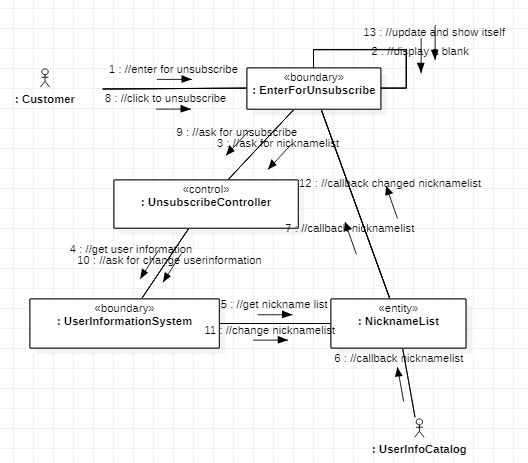 13 : //update and show itself
2 : //display a blank
1 : //enter for unsubscribe
«boundary»
: EnterForUnsubscribe
: Customer
8 : //click to unsubscribe
9 : //ask for unsubscribe
3 : //ask for nicknamelist
«control»
: UnsubscribeController
12 : //callback changed nicknamelist
7 : //callback nicknamelist
4 : //get user information
10 : //ask for change userinformation
«boundary»
: UserInformationSystem
5 : //get nickname list
11 : //change nicknamelist
«entity»
: NicknameList
6 : //callback nicknamelist
: UserInfoCatalog